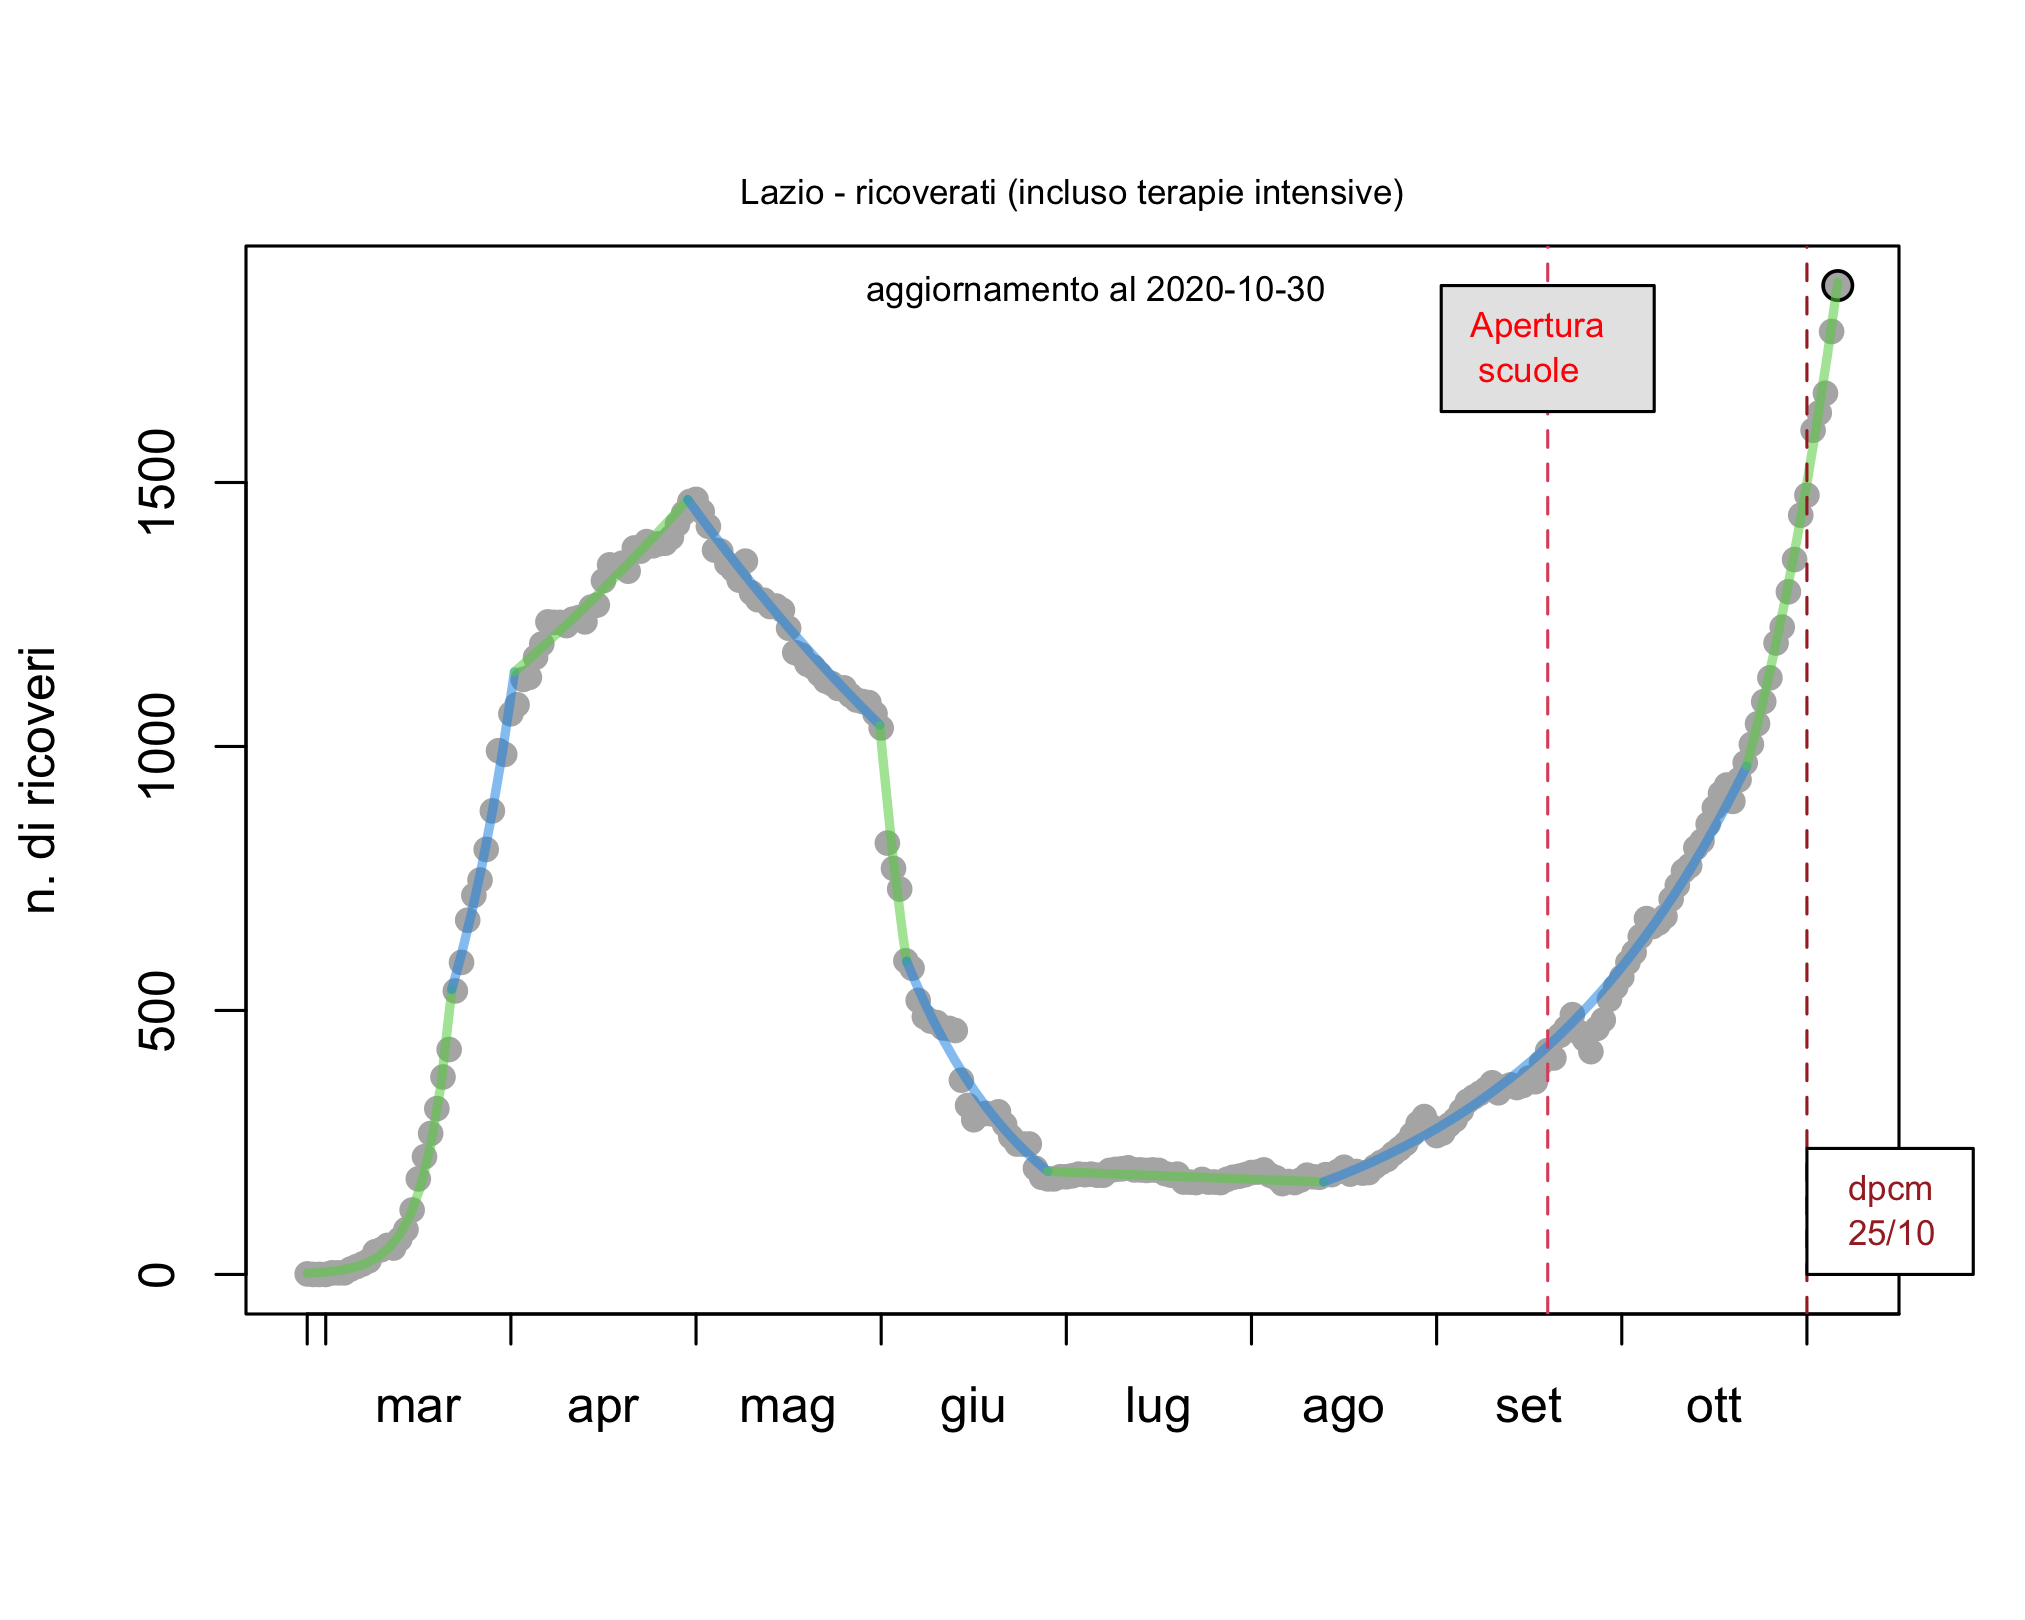 Lazio - ricoverati (incluso terapie intensive)
aggiornamento al 2020-10-30
Apertura
scuole
n. di ricoveri
1500
1000
500
0
dpcm
25/10
mar apr mag giu lug ago set ott